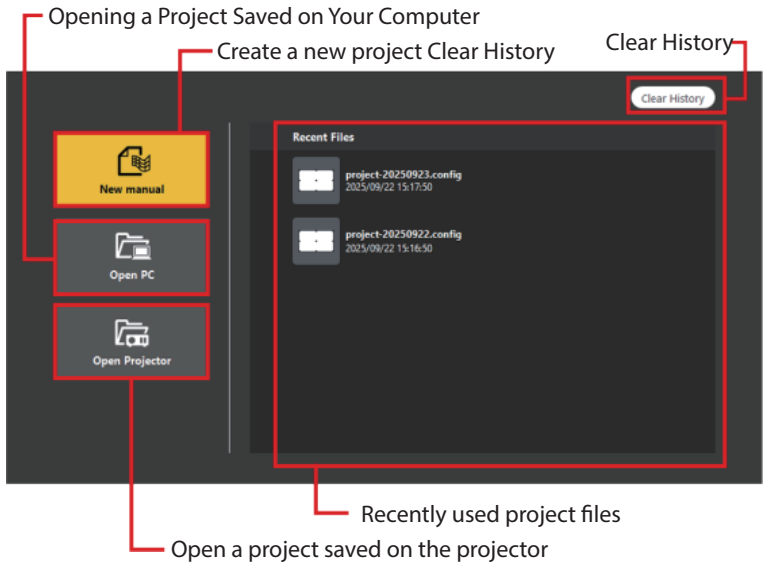 Opening a Project Saved on Your Computer
Create a new project Clear History
Clear History
Clear History
Recent Files
New manual
project-20250923.config
2025/09/22 15:17:50
project-20250922.config
2025/09/22 15:16:50
Open PC
Open Projector
Recently used project files
Open a project saved on the projector